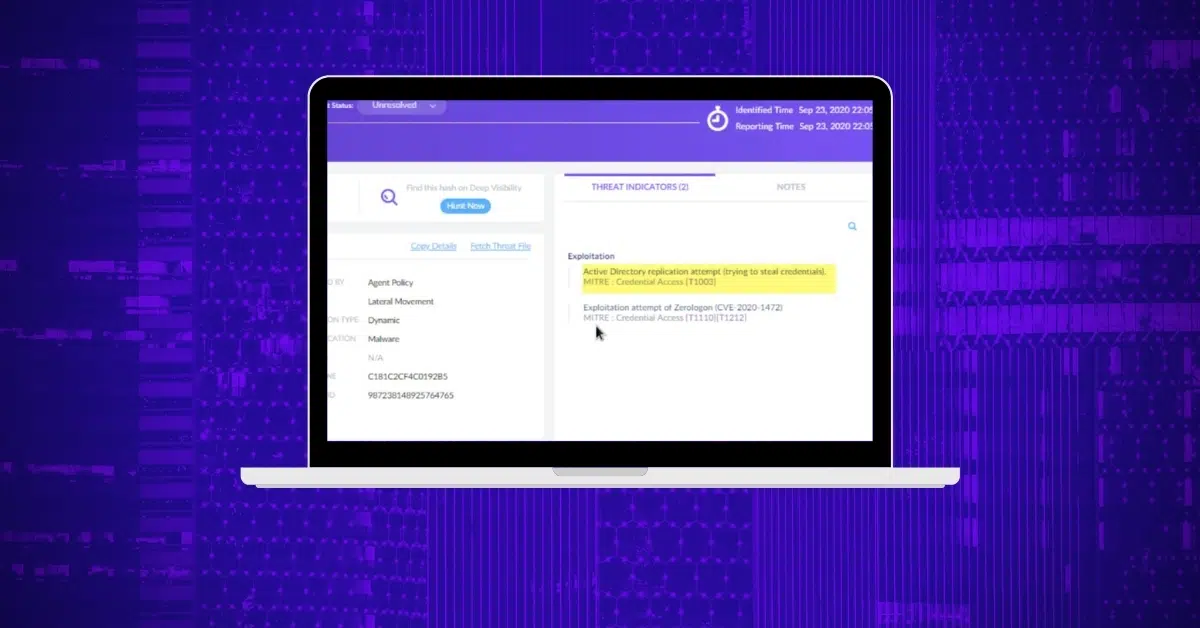 t Status: Unresolved
Identified Time Sep 23, 2020 22:05
Reporting Time Sep 23, 2020 22:05
Find this hash on Deep Visibility
Hunt Now
Copy Details Fetch Threat File
Agent Policy
Lateral Movement
ON TYPE Dynamic
CATION Malware
N/A
C181C2CF4C0192B5
987238148925764765
THREAT INDICATORS (2) NOTES
Exploitation
Active Directory replication attempt (trying to steal credentials).
MITRE : Credential Access [T1003]
Exploitation attempt of Zerologon (CVE-2020-1472)
MITRE : Credential Access [T1110][T1212]